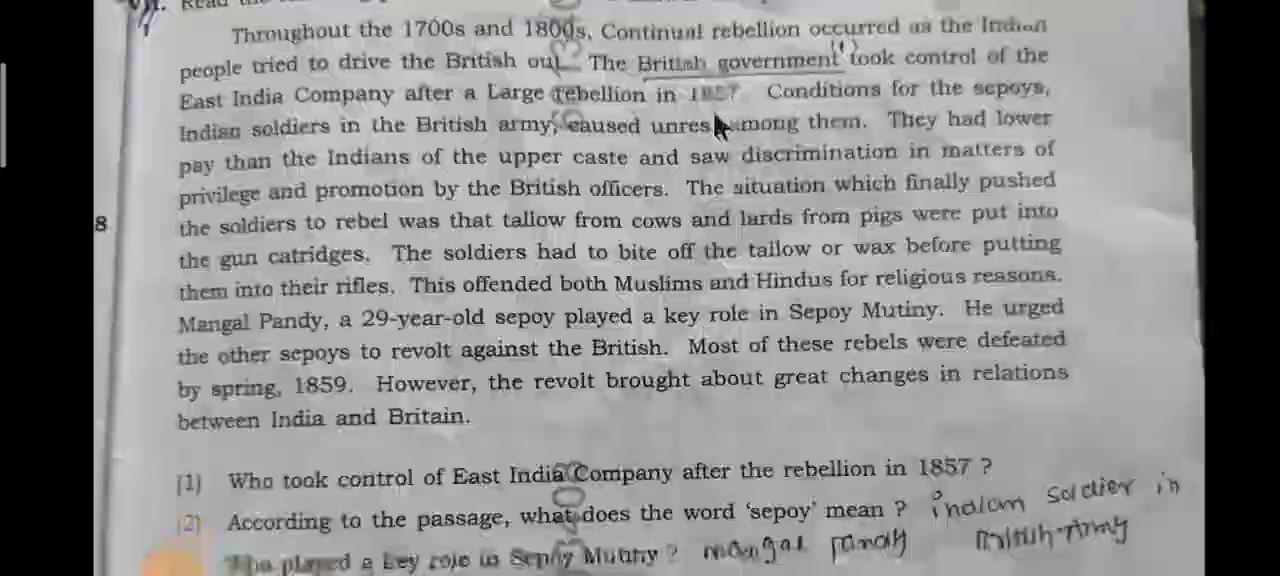 VII. Read the
Throughout the 1700s and 1800s. Continual rebellion occurred as the Indian
people tried to drive the British out. The British government (1) took control of the
East India Company after a Large rebellion in 1857 Conditions for the sepoys,
Indian soldiers in the British army, caused unrest among them. They had lower
pay than the Indians of the upper caste and saw discrimination in matters of
privilege and promotion by the British officers. The situation which finally pushed
8 the soldiers to rebel was that tallow from cows and lards from pigs were put into
the gun catridges. The soldiers had to bite off the tallow or wax before putting
them into their rifles. This offended both Muslims and Hindus for religious reasons.
Mangal Pandy, a 29-year-old sepoy played a key role in Sepoy Mutiny. He urged
the other sepoys to revolt against the British. Most of these rebels were defeated
by spring, 1859. However, the revolt brought about great changes in relations
between India and Britain.
(1) Who took control of East India Company after the rebellion in 1857 ?
(2) According to the passage, what does the word 'sepoy' mean ? indian soldier in
british Army
Who played a key role in Sepoy Mutiny ? mangal pandy